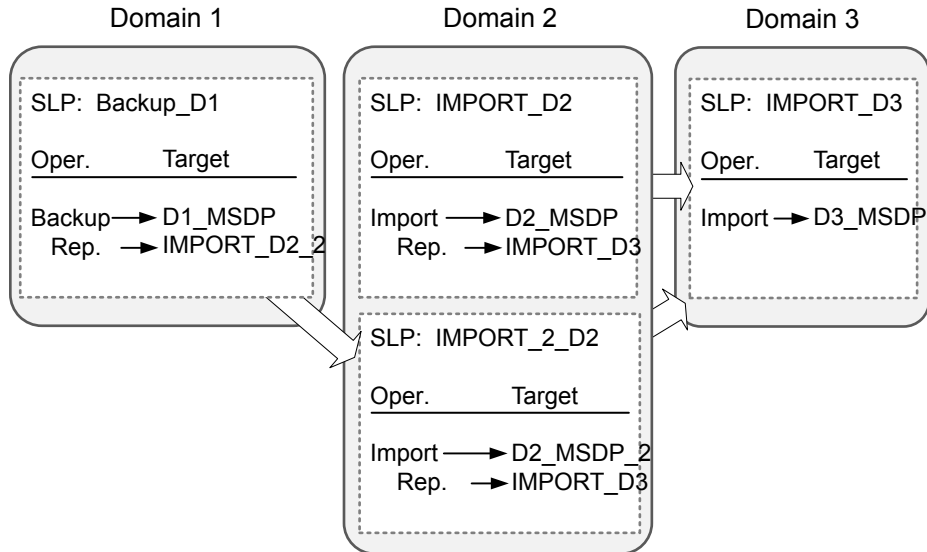 Domain 1
SLP: Backup_D1
Oper. Target
Backup D1_MSDP
Rep. IMPORT_D2_2
Domain 2
SLP: IMPORT_D2
Oper. Target
Import D2_MSDP
Rep. IMPORT_D3
SLP: IMPORT_2_D2
Oper. Target
Import D2_MSDP_2
Rep. IMPORT_D3
Domain 3
SLP: IMPORT_D3
Oper. Target
Import D3_MSDP